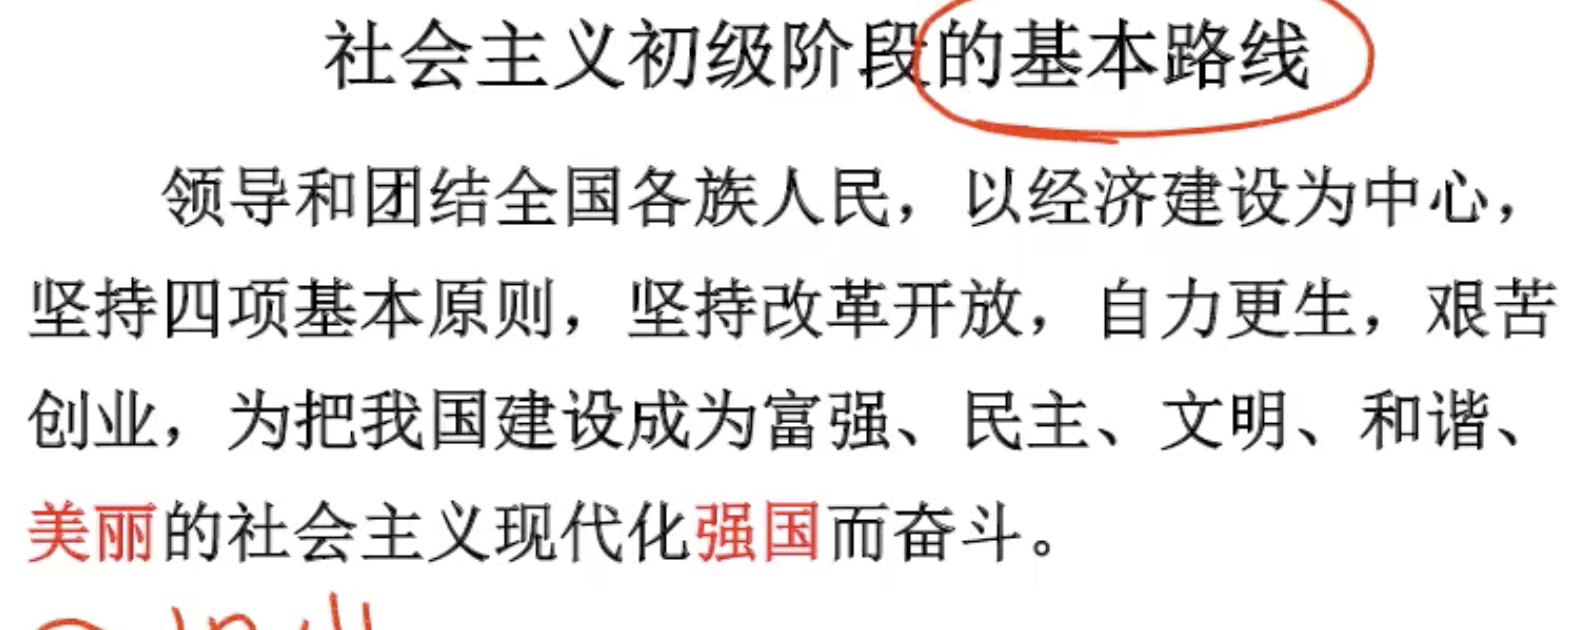 社会主义初级阶段的基本路线
领导和团结全国各族人民，以经济建设为中心，
坚持四项基本原则，坚持改革开放，自力更生，艰苦
创业，为把我国建设成为富强、民主、文明、和谐、
美丽的社会主义现代化强国而奋斗。